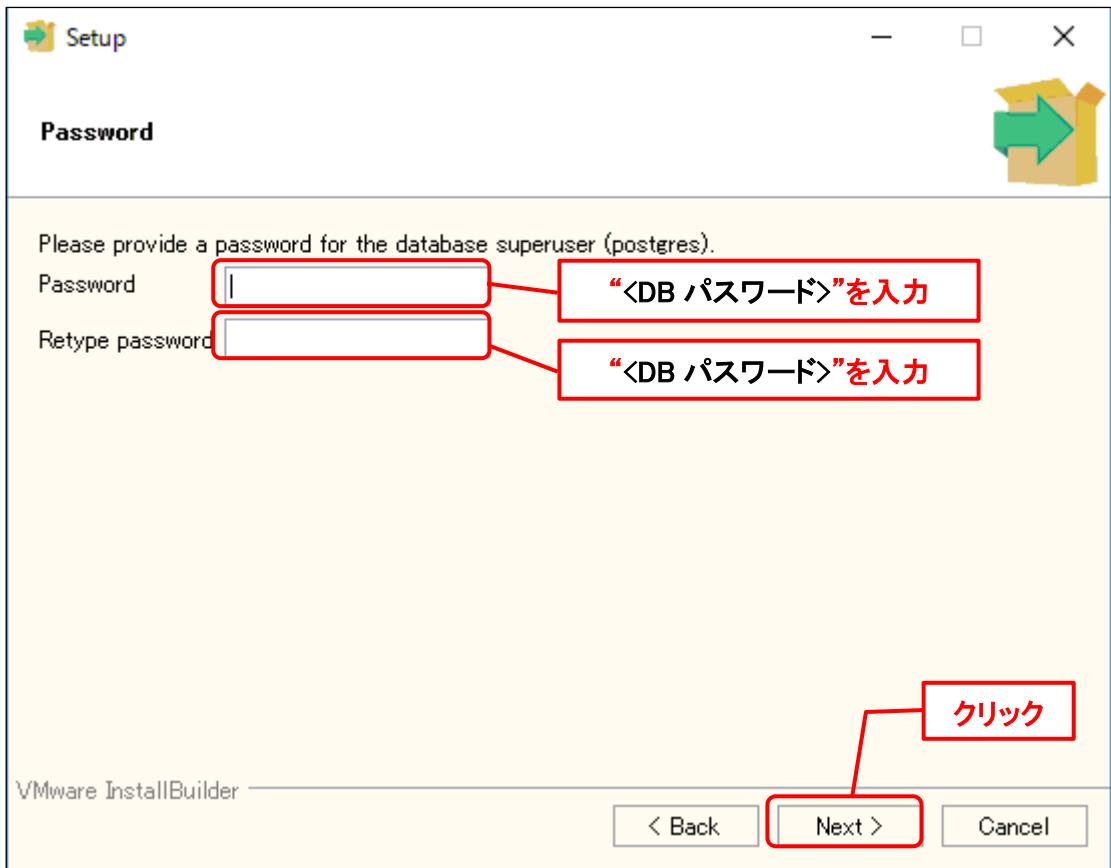 Setup
Password
Please provide a password for the database superuser (postgres).
Password
“<DB パスワード>”を入力
Retype password
“<DB パスワード>”を入力
クリック
VMware InstallBuilder
< Back
Next >
Cancel